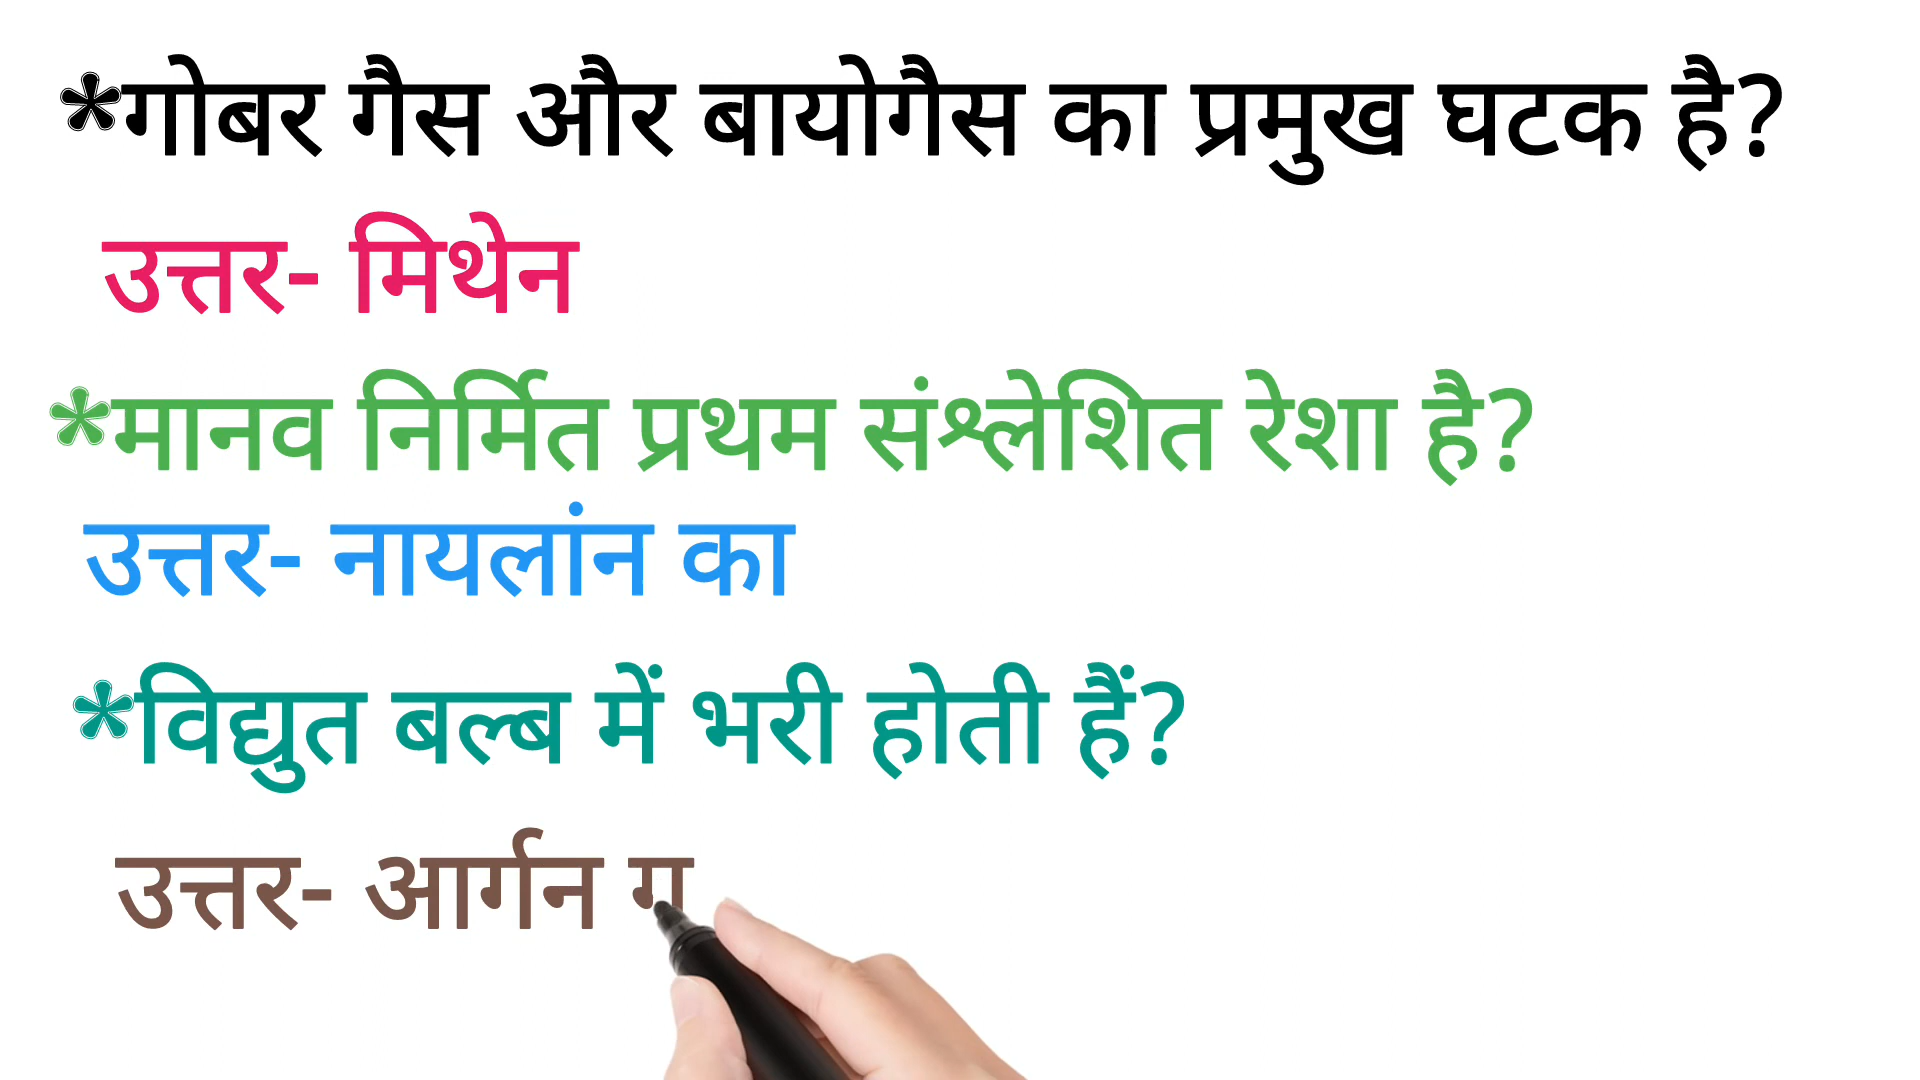 *गोबर गैस और बायोगैस का प्रमुख घटक है?
उत्तर- मिथेन
*मानव निर्मित प्रथम संश्लेशित रेशा है?
उत्तर- नायलांन का
*विद्युत बल्ब में भरी होती हैं?
उत्तर- आर्गन ग